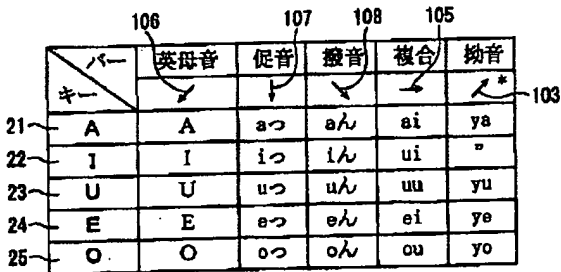 106 107 108 105
バー 英母音 促音 撥音 複合 拗音
キー ↙ ↓ ↘ → ↗ * 103
21 A A aっ aん ai ya
22 I I iっ iん ui 〃
23 U U uっ uん uu yu
24 E E eっ eん ei ye
25 O O oっ oん ou yo